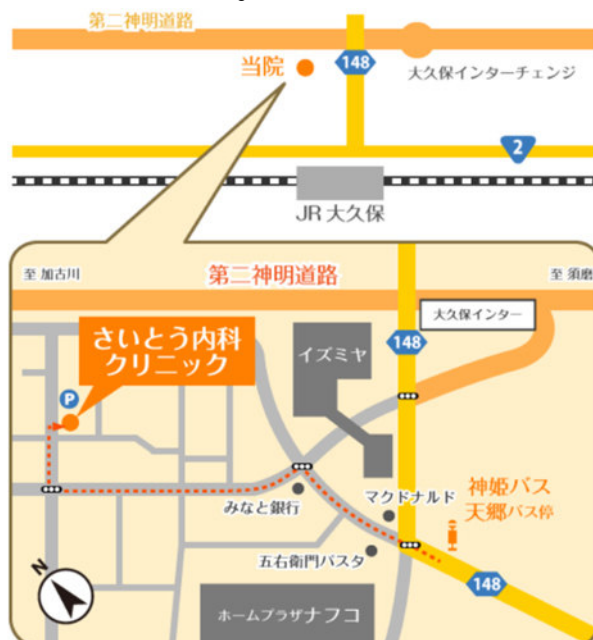 第二神明道路
当院
148
大久保インターチェンジ
2
JR 大久保
至 加古川
第二神明道路
至 須磨
大久保インター
さいとう内科
クリニック
イズミヤ
148
P
みなと銀行
マクドナルド
神姫バス
天郷バス停
五右衛門パスタ
148
N
ホームプラザナフコ